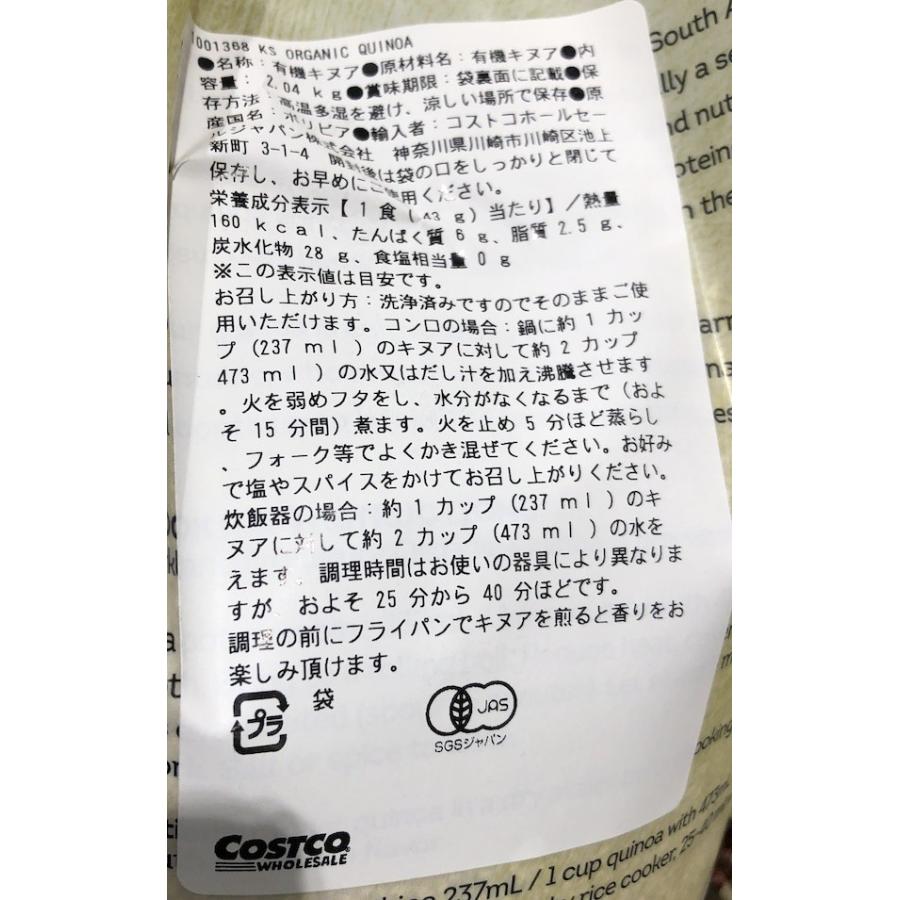 1001368 KS ORGANIC QUINOA
●名称：有機キヌア●原材料名：有機キヌア●内
容量：2.04 kg●賞味期限：袋裏面に記載●保
存方法：高温多湿を避け、涼しい場所で保存●原
産国名：ボリビア●輸入者：コストコホールセー
ルジャパン株式会社 神奈川県川崎市川崎区池上
新町 3-1-4 開封後は袋の口をしっかりと閉じて
保存し、お早めにご使用ください。
栄養成分表示【１食(43 g)当たり】／熱量
160 kcal、たんぱく質 6 g、脂質 2.5 g、
炭水化物 28 g、食塩相当量 0 g
※この表示値は目安です。
お召し上がり方：洗浄済みですのでそのままご使
用いただけます。コンロの場合：鍋に約 1 カッ
プ (237 ml) のキヌアに対して約 2 カップ
473 ml) の水又はだし汁を加え沸騰させます
。火を弱めフタをし、水分がなくなるまで（およ
そ 15 分間）煮ます。火を止め 5 分ほど蒸らし
、フォーク等でよくかき混ぜてください。お好み
で塩やスパイスをかけてお召し上がりください。
炊飯器の場合：約 1 カップ (237 ml) のキ
ヌアに対して約 2 カップ (473 ml) の水を
えます。調理時間はお使いの器具により異なりま
すが、およそ 25 分から 40 分ほどです。
調理の前にフライパンでキヌアを煎ると香りをお
楽しみ頂けます。
プラ
袋
JAS
SGSジャパン
COSTCO
WHOLESALE
South
lly a se
nd nut
protein
n the
237mL / 1 cup quinoa with 473m
rice cooker, 25-40